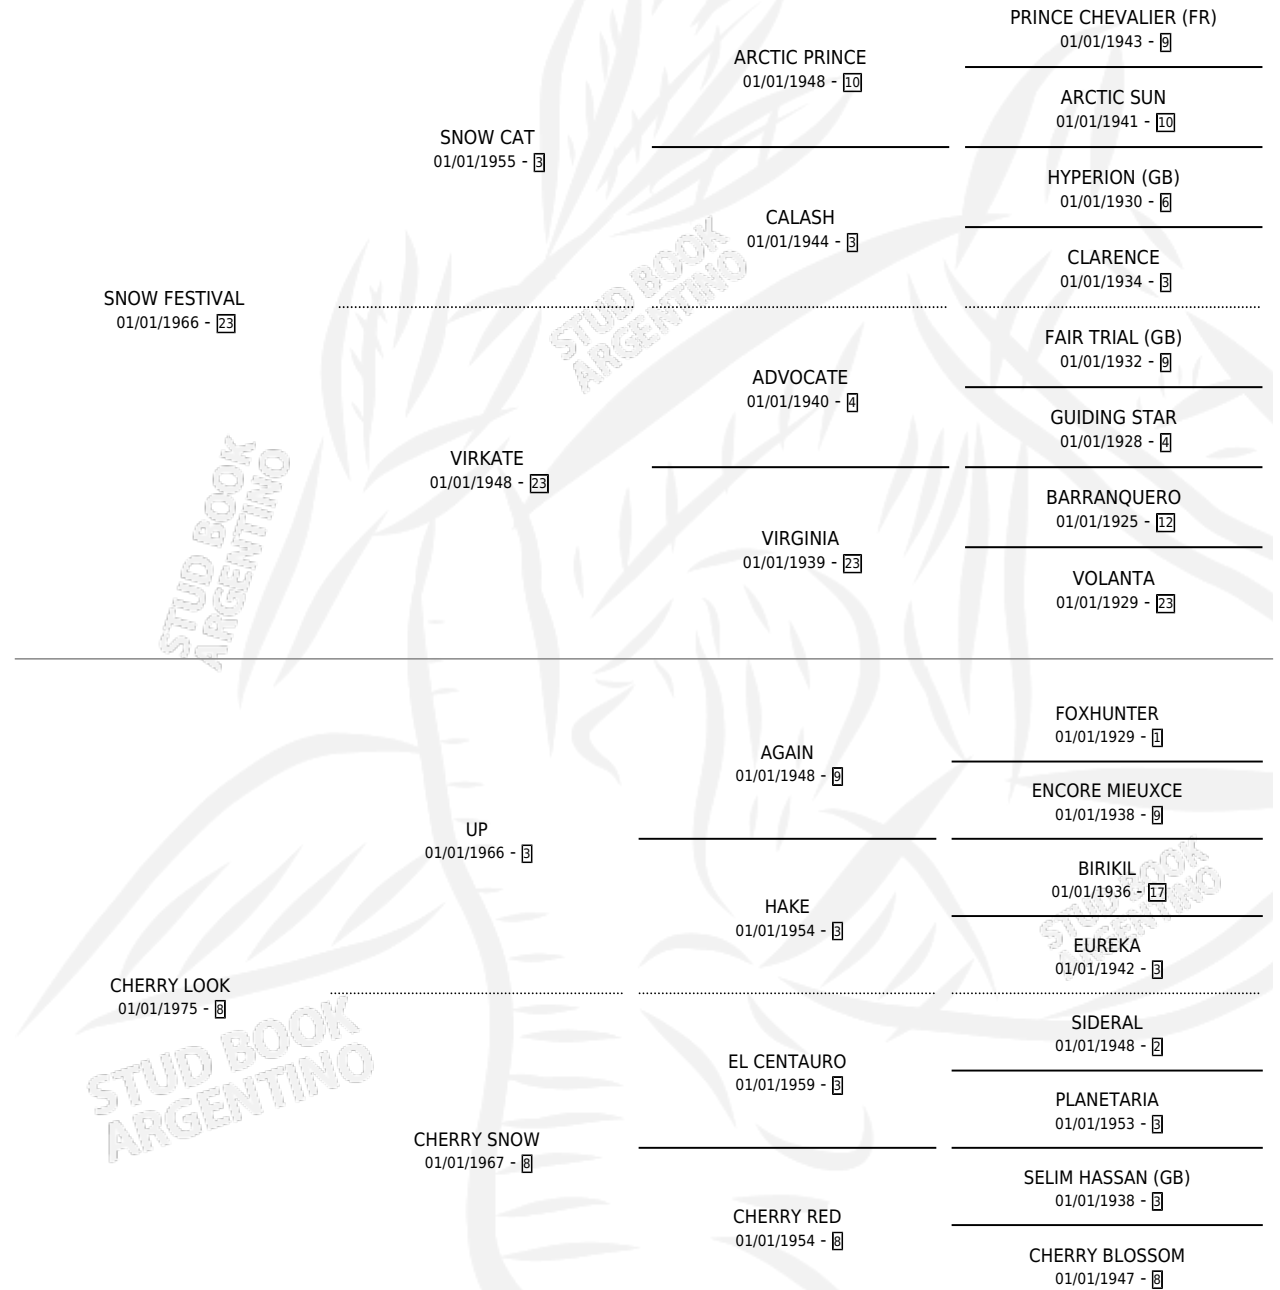 PRINCE CHEVALIER (FR)
01/01/1943 - 9
ARCTIC PRINCE
01/01/1948 - 10
ARCTIC SUN
01/01/1941 - 10
SNOW CAT
01/01/1955 - 3
HYPERION (GB)
01/01/1930 - 6
CALASH
01/01/1944 - 3
CLARENCE
01/01/1934 - 3
SNOW FESTIVAL
01/01/1966 - 23
FAIR TRIAL (GB)
01/01/1932 - 9
ADVOCATE
01/01/1940 - 4
GUIDING STAR
01/01/1928 - 4
VIRKATE
01/01/1948 - 23
BARRANQUERO
01/01/1925 - 12
VIRGINIA
01/01/1939 - 23
VOLANTA
01/01/1929 - 23
STUD BOOK
ARGENTINO
STUD BOOK
ARGENTINO
FOXHUNTER
01/01/1929 - 1
AGAIN
01/01/1948 - 9
ENCORE MIEUXCE
01/01/1938 - 9
UP
01/01/1966 - 3
BIRIKIL
01/01/1936 - 17
HAKE
01/01/1954 - 3
EUREKA
01/01/1942 - 3
CHERRY LOOK
01/01/1975 - 8
SIDERAL
01/01/1948 - 2
EL CENTAURO
01/01/1959 - 3
PLANETARIA
01/01/1953 - 3
CHERRY SNOW
01/01/1967 - 8
SELIM HASSAN (GB)
01/01/1938 - 3
CHERRY RED
01/01/1954 - 8
CHERRY BLOSSOM
01/01/1947 - 8
STUD BOOK
ARGENTINO
STUD BOOK
ARGENTINO